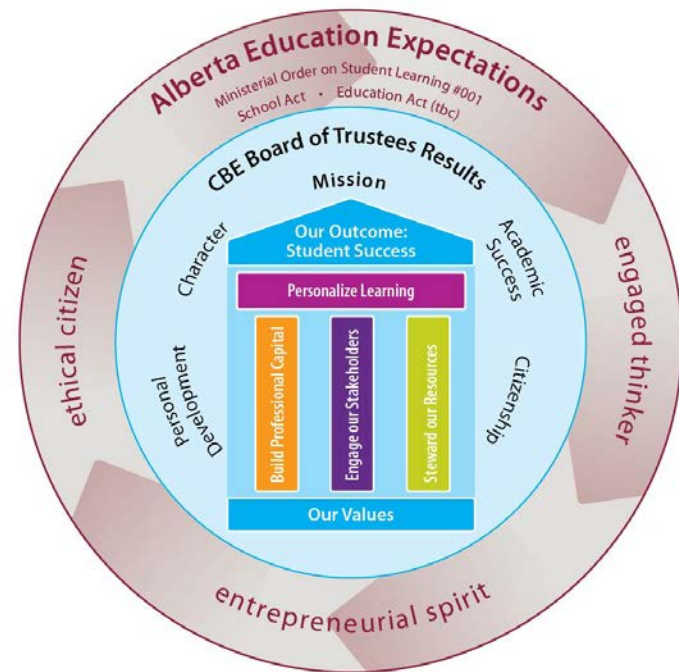 Alberta Education Expectations
Ministerial Order on Student Learning #001
School Act • Education Act (tbc)
CBE Board of Trustees Results
Mission
Character
Academic
Success
Our Outcome:
Student Success
Personalize Learning
Build Professional Capital
Engage our Stakeholders
Steward our Resources
Personal
Development
Citizenship
Our Values
ethical citizen
engaged thinker
entrepreneurial spirit